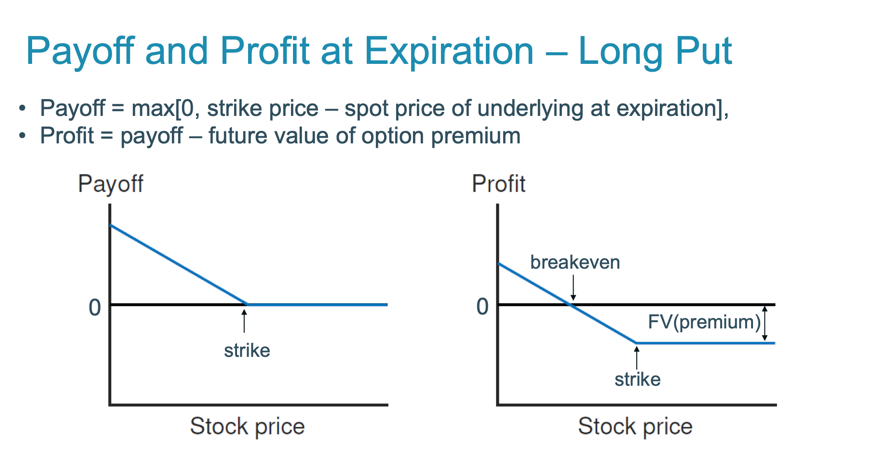 Payoff and Profit at Expiration – Long Put
• Payoff = max[0, strike price – spot price of underlying at expiration],
• Profit = payoff – future value of option premium
Payoff
0
strike
Stock price
Profit
breakeven
0
FV(premium)
strike
Stock price